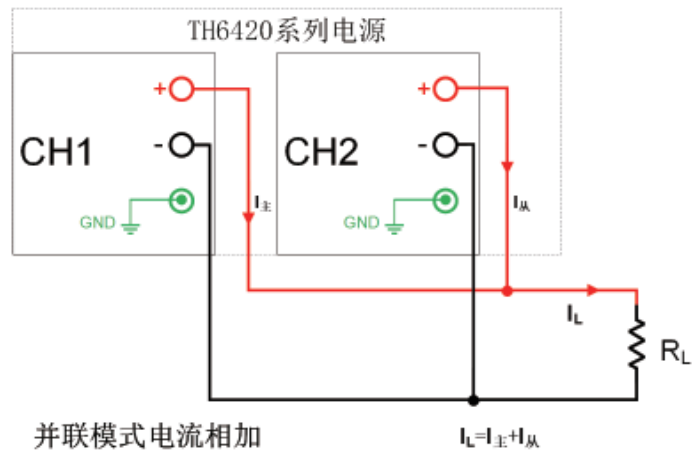 TH6420系列电源
CH1
+
-
GND
I主
CH2
+
-
GND
I从
IL
RL
并联模式电流相加
IL=I主+I从